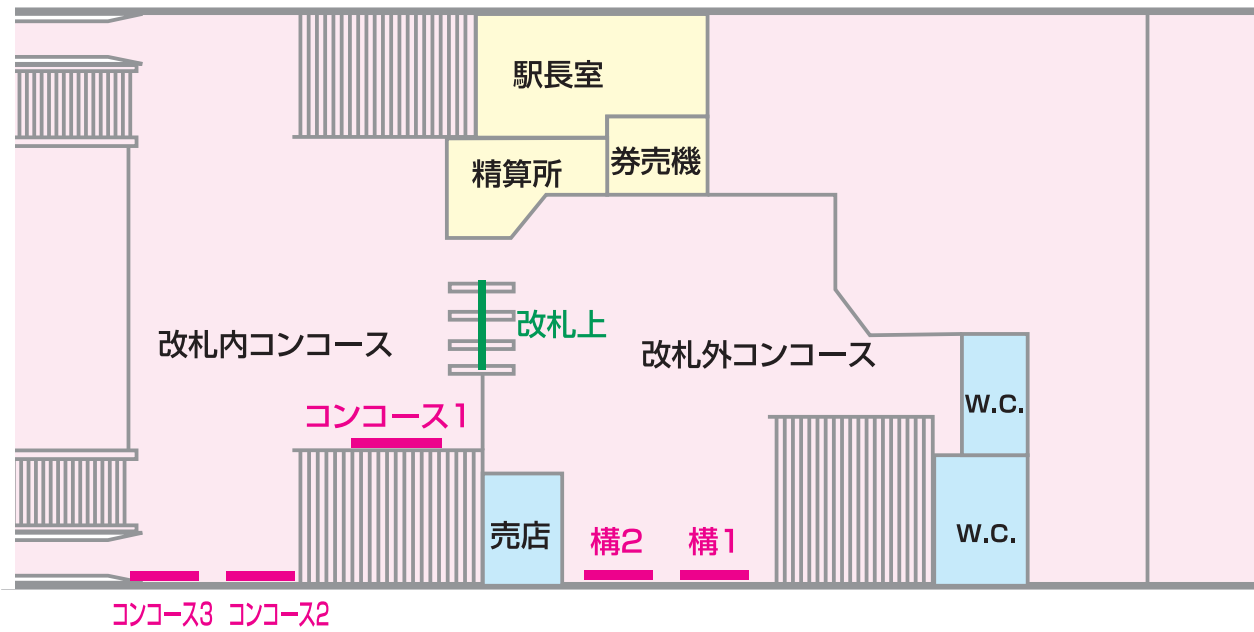 駅長室
精算所
券売機
改札上
改札内コンコース
改札外コンコース
コンコース1
W.C.
売店
構2
構1
W.C.
コンコース3
コンコース2